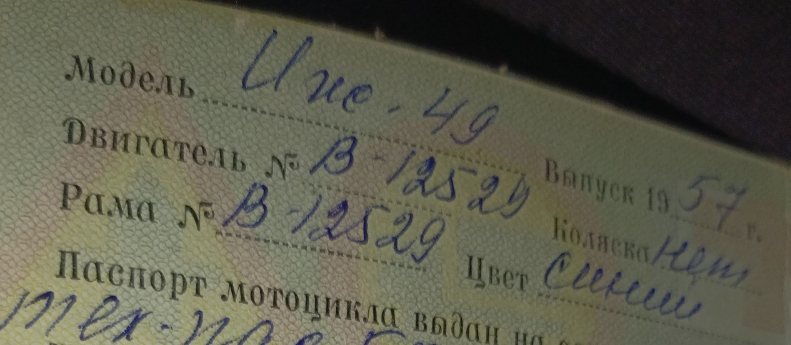 Модель Иж-49
Двигатель № В-12529 Выпуск 1957 г.
Рама № В-12529 Коляска нет
Цвет синий
Паспорт мотоцикла выдан на
тех.